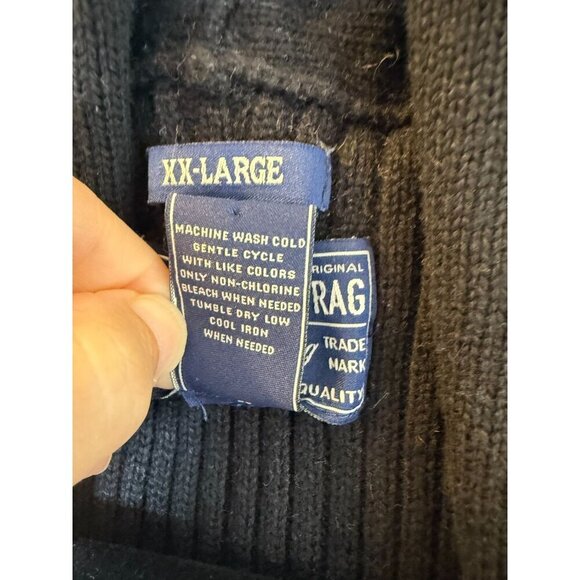 XX-LARGE
MACHINE WASH COLD
GENTLE CYCLE
WITH LIKE COLORS
ONLY NON-CHLORINE
BLEACH WHEN NEEDED
TUMBLE DRY LOW
COOL IRON
WHEN NEEDED
RIGINAL
RAG
g TRADE
MARK
QUALITY